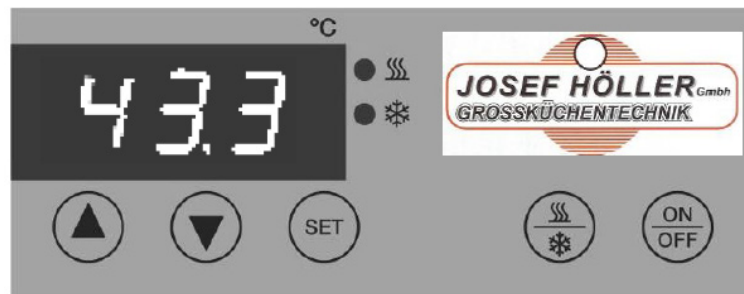 °C
43.3
JOSEF HÖLLER Gmbh
GROSSKÜCHENTECHNIK
SET
ON
OFF